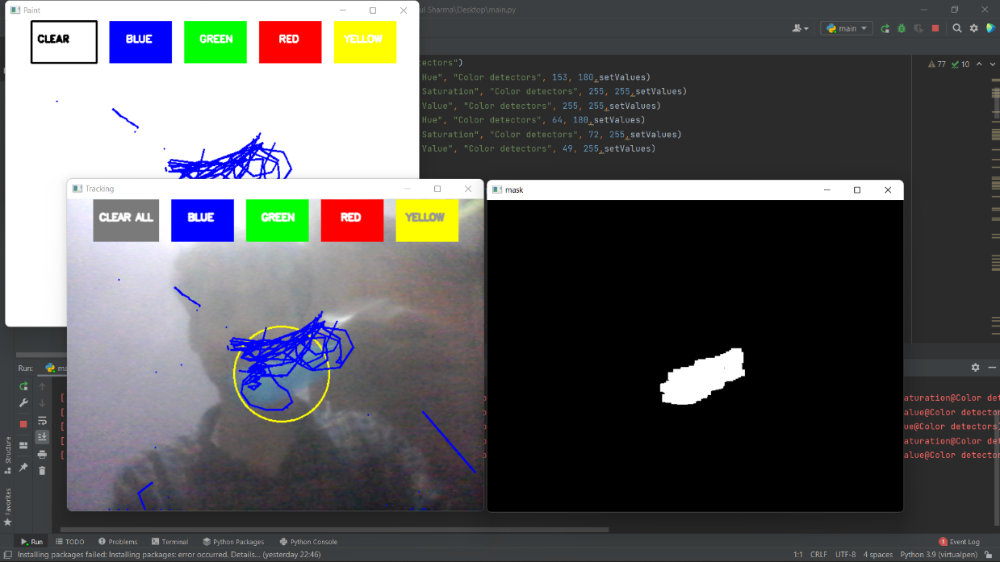 Paint
CLEAR BLUE GREEN RED YELLOW
ul Sharma\Desktop\main.py
main
77 10
ectors")
Hue", "Color detectors", 153, 180,setValues)
Saturation", "Color detectors", 255, 255,setValues)
Value", "Color detectors", 255, 255,setValues)
Hue", "Color detectors", 64, 180,setValues)
Saturation", "Color detectors", 72, 255,setValues)
Value", "Color detectors", 49, 255,setValues)
Tracking
CLEAR ALL BLUE GREEN RED YELLOW
mask
Run: ma
[
[
[
[
[
aturation@Color det
alue@Color detector
ue@Color detectors)
aturation@Color det
alue@Color detector
Structure
Favorites
Run TODO Problems Terminal Python Packages Python Console 1 Event Log
Installing packages failed: Installing packages: error occurred. Details... (yesterday 22:46) 1:1 CRLF UTF-8 4 spaces Python 3.9 (virtualpen)